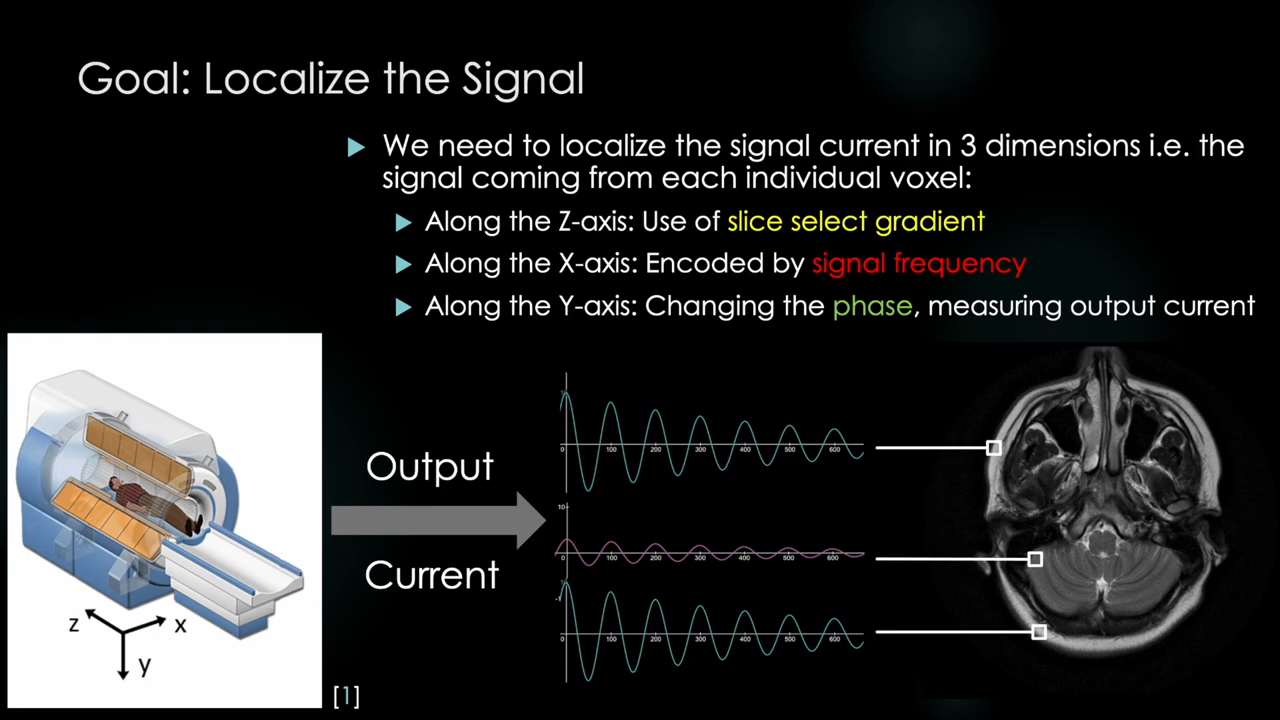 Goal: Localize the Signal
We need to localize the signal current in 3 dimensions i.e. the
signal coming from each individual voxel:
Along the Z-axis: Use of slice select gradient
Along the X-axis: Encoded by signal frequency
Along the Y-axis: Changing the phase, measuring output current
Output
Current
z
x
y
[1]
0 100 200 300 400 500 600
10
0 100 200 300 400 500 600
0 100 200 300 400 500 600